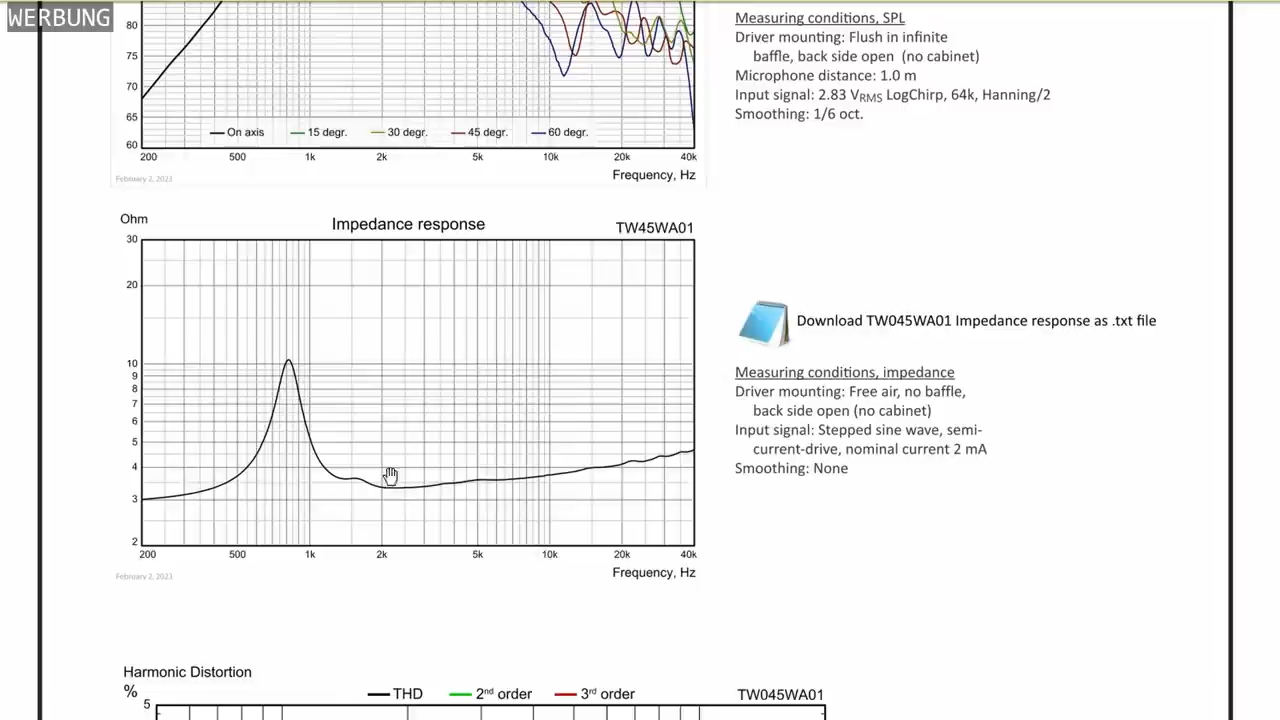 WERBUNG
80
75
70
65
60
On axis 15 degr. 30 degr. 45 degr. 60 degr.
200 500 1k 2k 5k 10k 20k 40k
Frequency, Hz
February 2, 2023
Measuring conditions, SPL
Driver mounting: Flush in infinite
baffle, back side open (no cabinet)
Microphone distance: 1.0 m
Input signal: 2.83 VRMS LogChirp, 64k, Hanning/2
Smoothing: 1/6 oct.
Ohm Impedance response TW45WA01
30
20
10
9
8
7
6
5
4
3
2
200 500 1k 2k 5k 10k 20k 40k
Frequency, Hz
February 2, 2023
Download TW045WA01 Impedance response as .txt file
Measuring conditions, impedance
Driver mounting: Free air, no baffle,
back side open (no cabinet)
Input signal: Stepped sine wave, semi-
current-drive, nominal current 2 mA
Smoothing: None
Harmonic Distortion
% THD 2nd order 3rd order TW045WA01
5